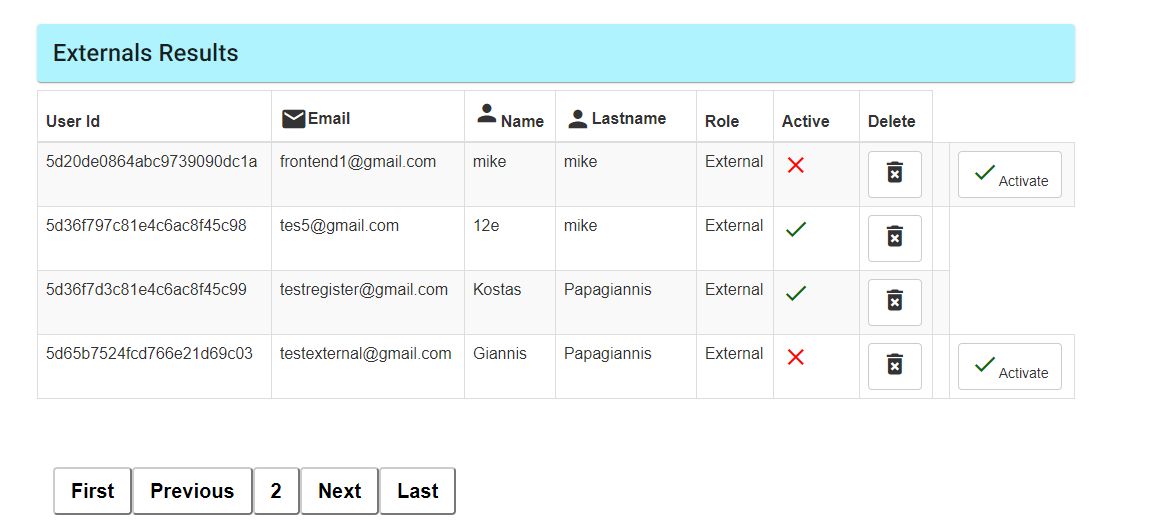 Externals Results
User Id Email Name Lastname Role Active Delete
5d20de0864abc9739090dc1a frontend1@gmail.com mike mike External Activate
5d36f797c81e4c6ac8f45c98 tes5@gmail.com 12e mike External
5d36f7d3c81e4c6ac8f45c99 testregister@gmail.com Kostas Papagiannis External
5d65b7524fcd766e21d69c03 testexternal@gmail.com Giannis Papagiannis External Activate
First Previous 2 Next Last